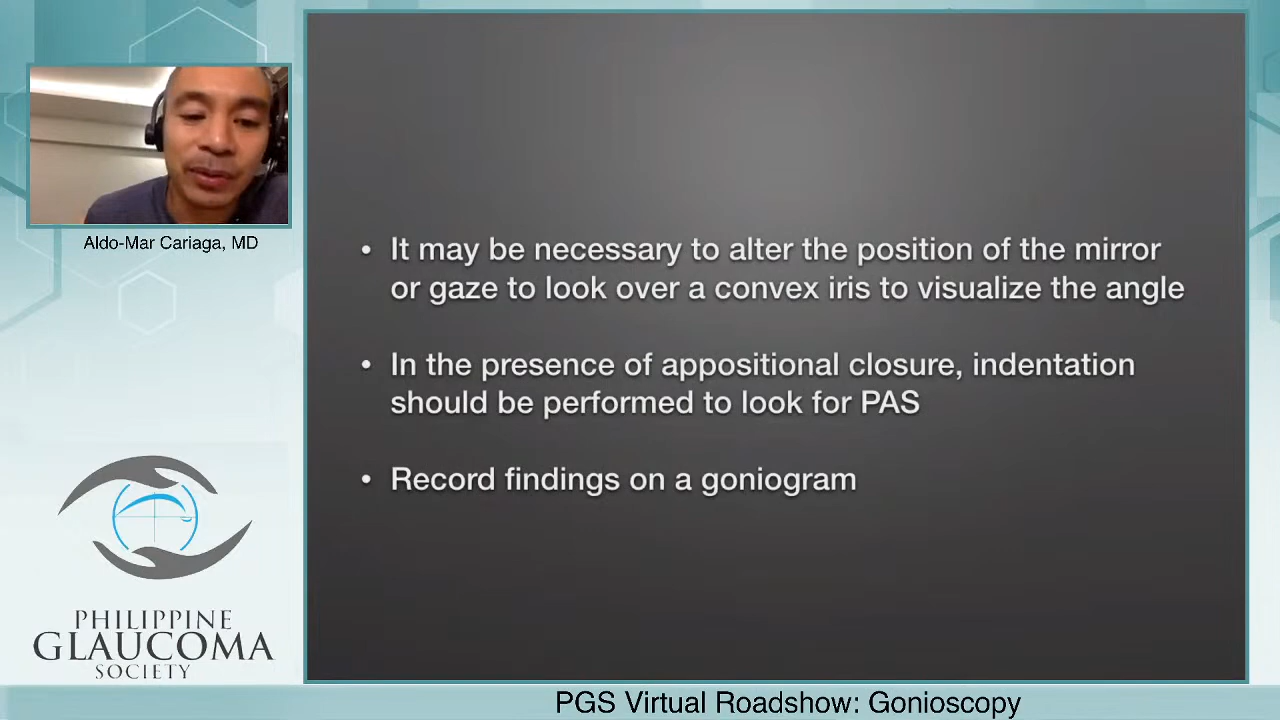 Aldo-Mar Cariaga, MD
• It may be necessary to alter the position of the mirror
or gaze to look over a convex iris to visualize the angle
• In the presence of appositional closure, indentation
should be performed to look for PAS
• Record findings on a goniogram
PHILIPPINE
GLAUCOMA
SOCIETY
PGS Virtual Roadshow: Gonioscopy